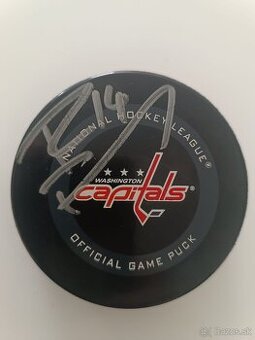 14
NATIONAL HOCKEY LEAGUE®
WASHINGTON
capitals
OFFICIAL GAME PUCK